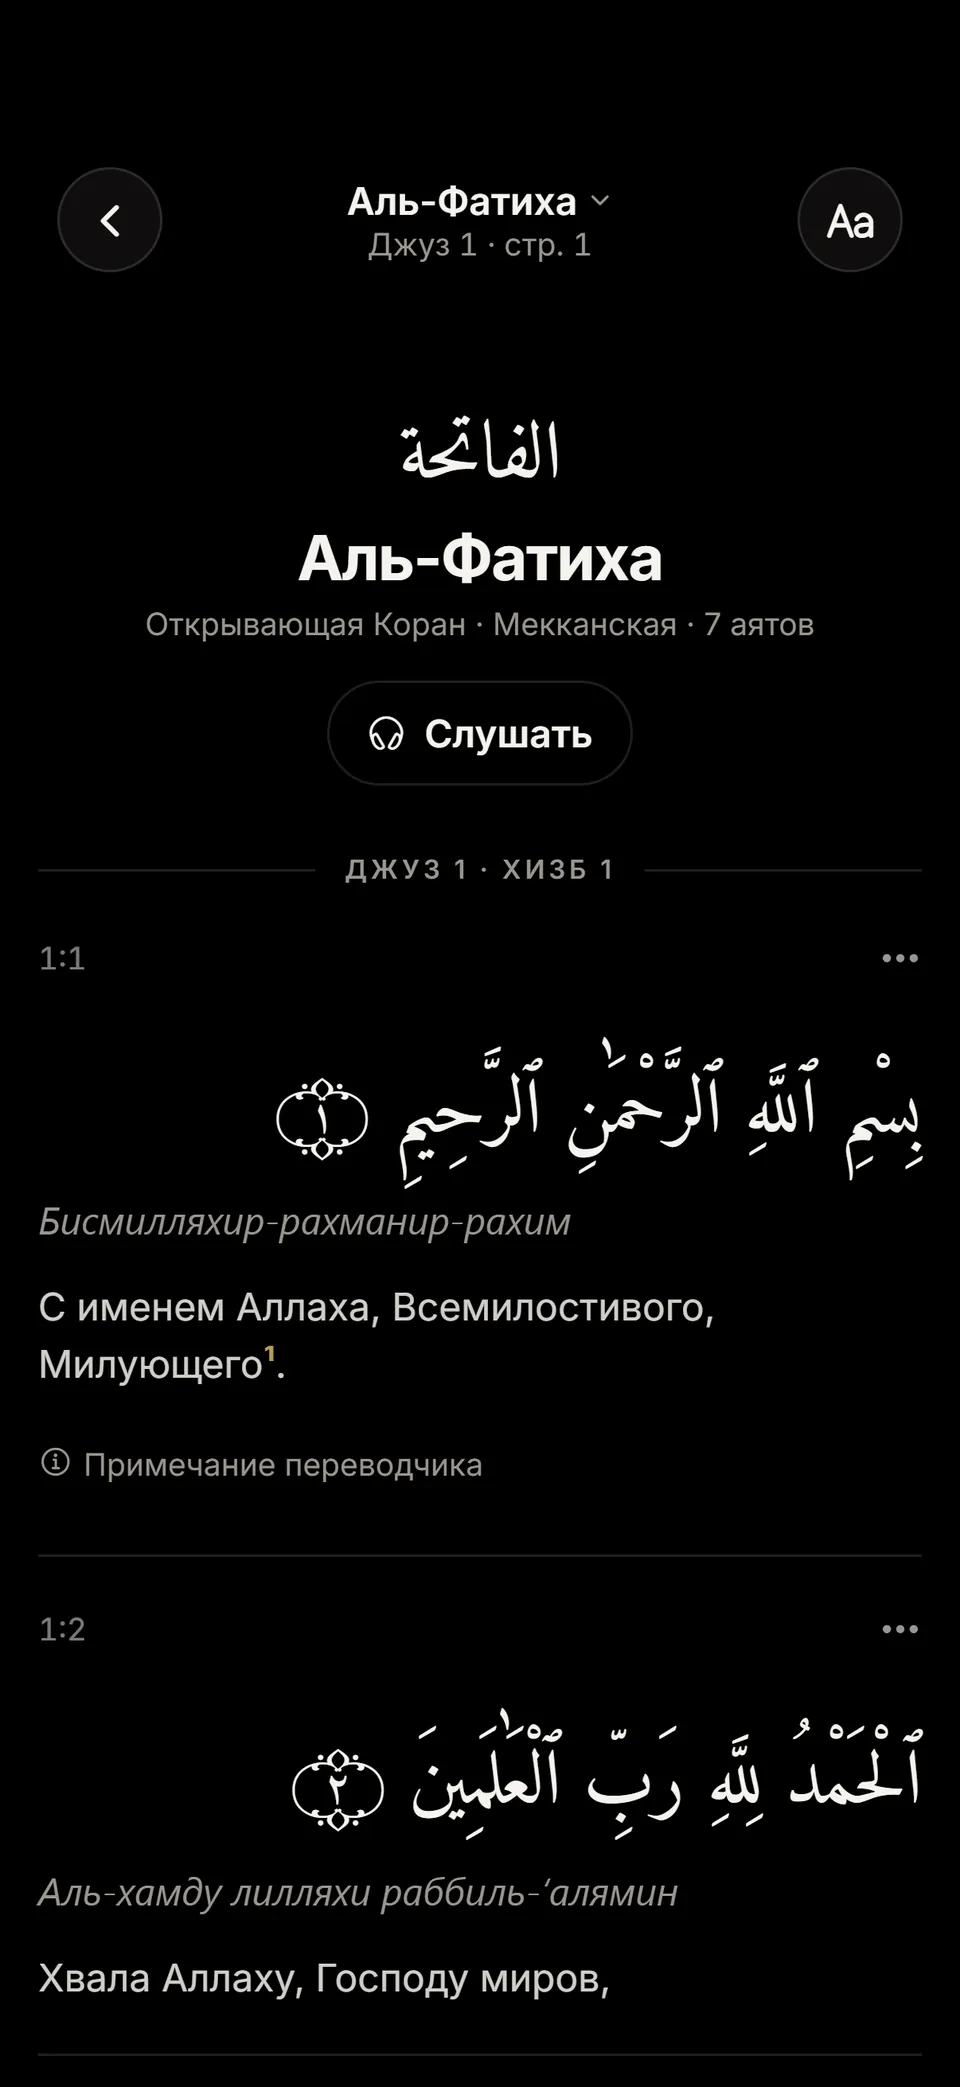 Аль-Фатиха
Джуз 1 · стр. 1
Aa
الفاتحة
Аль-Фатиха
Открывающая Коран · Мекканская · 7 аятов
Слушать
ДЖУЗ 1 · ХИЗБ 1
1:1
بِسْمِ ٱللَّهِ ٱلرَّحْمَٰنِ ٱلرَّحِيمِ ١
Бисмилляхир-рахманир-рахим
С именем Аллаха, Всемилостивого,
Милующего¹.
Примечание переводчика
1:2
ٱلْحَمْدُ لِلَّهِ رَبِّ ٱلْعَٰلَمِينَ ٢
Аль-хамду лилляхи раббиль-‘алямин
Хвала Аллаху, Господу миров,